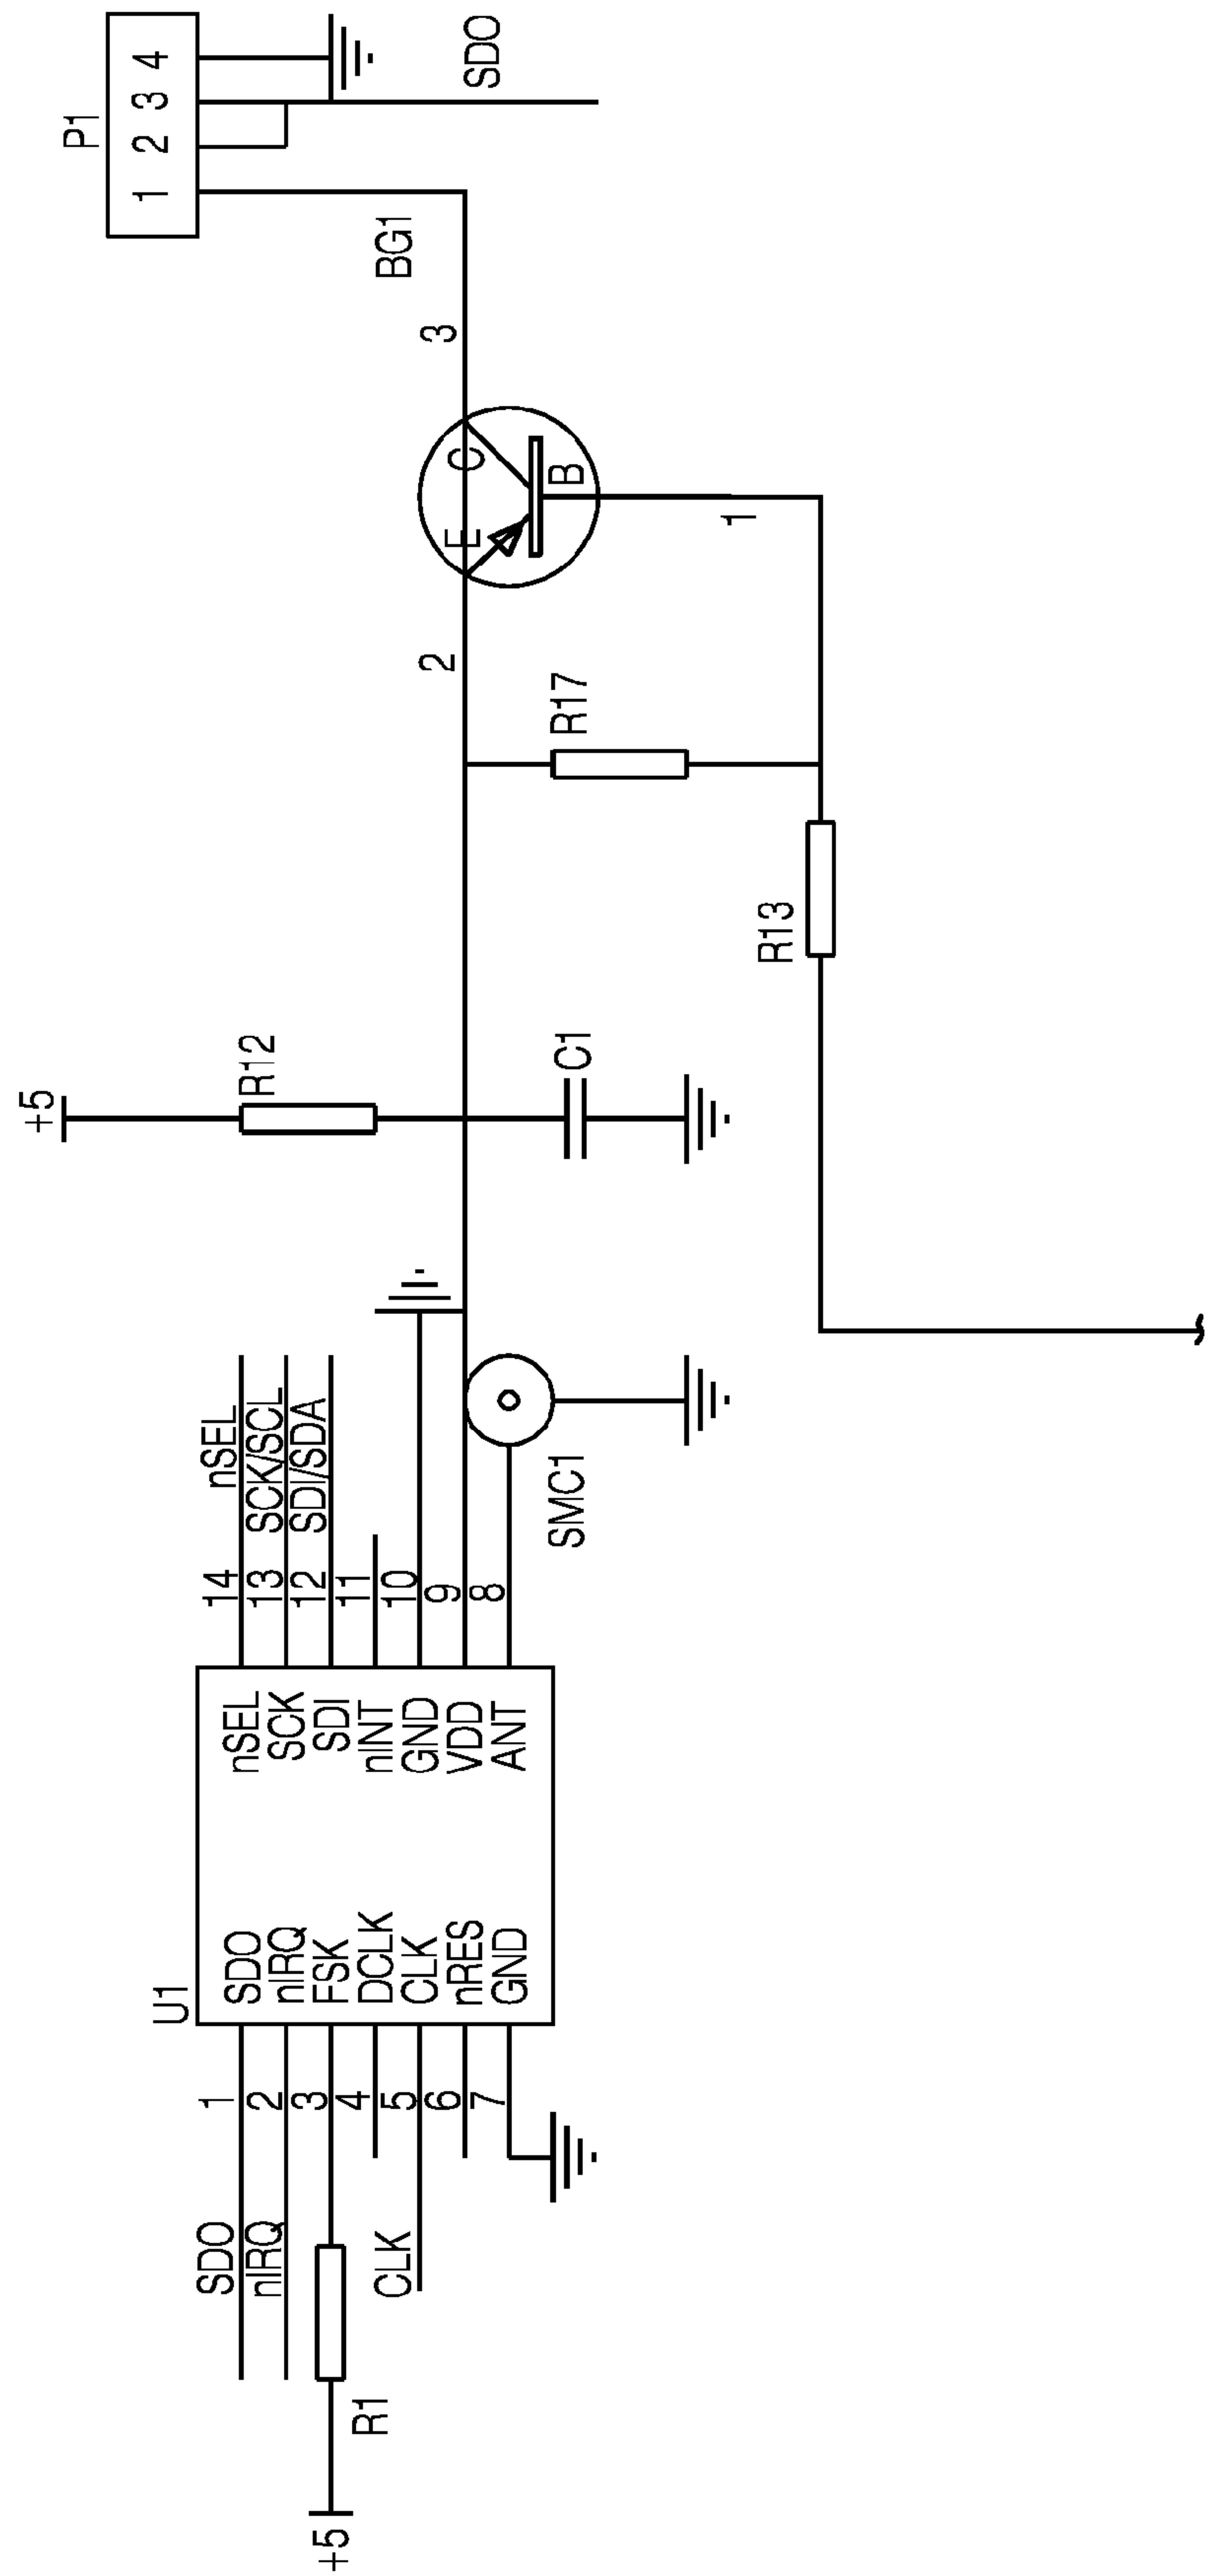 P1
1 2 3 4
SDO
BG1
3
C
E
B
2
1
R17
R13
+5
R12
C1
nSEL
SCK/SCL
SDI/SDA
14
13
12
11
10
9
8
SMC1
U1
nSEL
SCK
SDI
nINT
GND
VDD
ANT
SDO
nIRQ
FSK
DCLK
CLK
nRES
GND
1
2
3
4
5
6
7
SDO
nIRQ
CLK
R1
+5